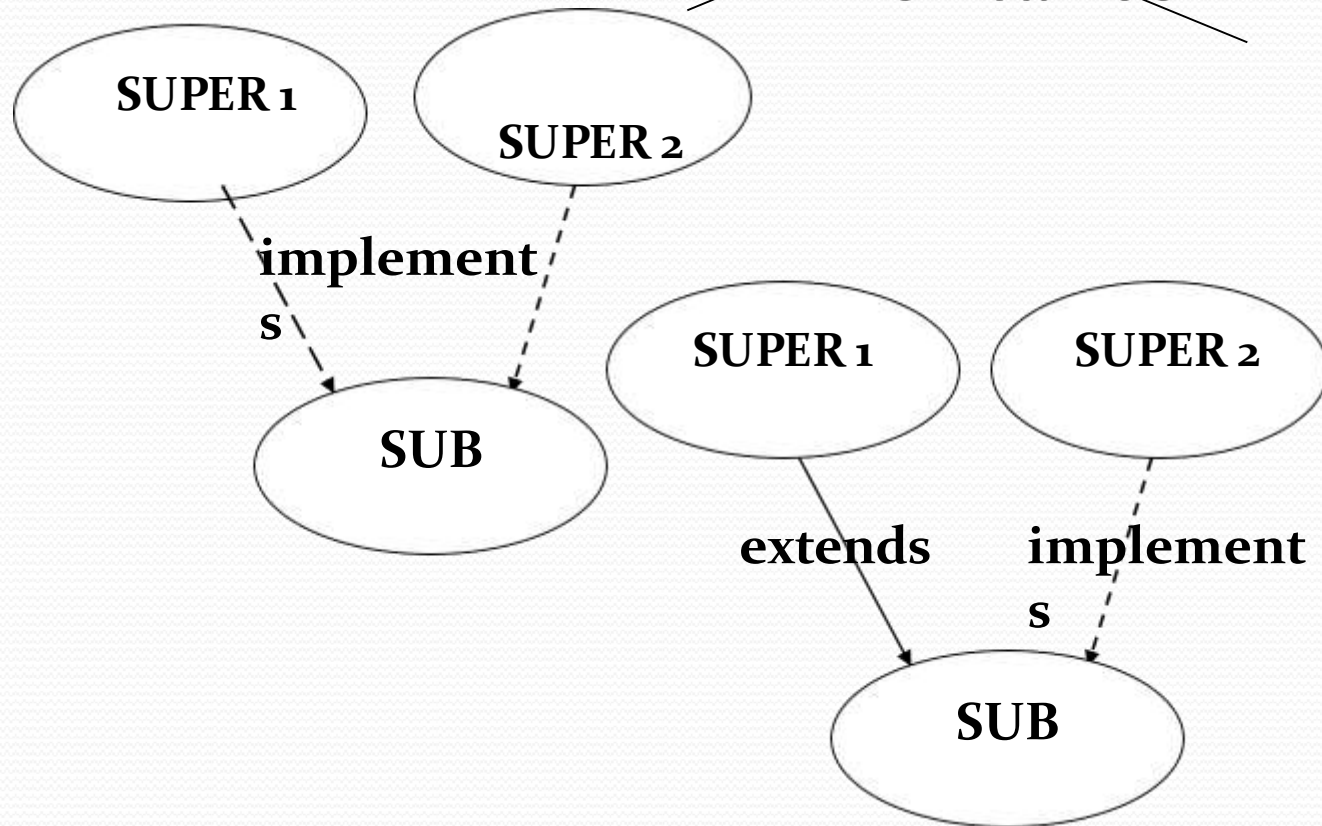 SUPER 1
SUPER 2
implement
s
SUB
SUPER 1
SUPER 2
extends
implement
s
SUB